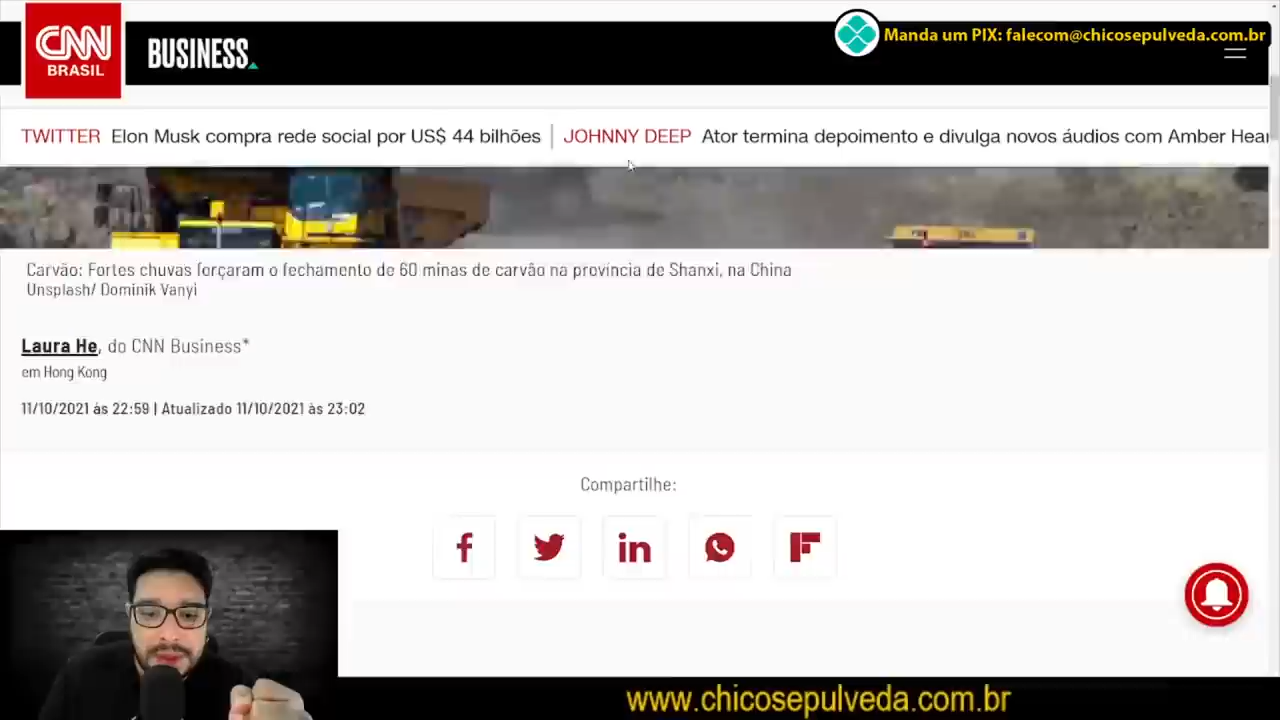 CNN
BRASIL
BUSINESS
Manda um PIX: falecom@chicosepulveda.com.br
TWITTER Elon Musk compra rede social por US$ 44 bilhões | JOHNNY DEEP Ator termina depoimento e divulga novos áudios com Amber Hear
Carvão: Fortes chuvas forçaram o fechamento de 60 minas de carvão na província de Shanxi, na China
Unsplash/ Dominik Vanyi
Laura He, do CNN Business*
em Hong Kong
11/10/2021 às 22:59 | Atualizado 11/10/2021 às 23:02
Compartilhe:
www.chicosepulveda.com.br